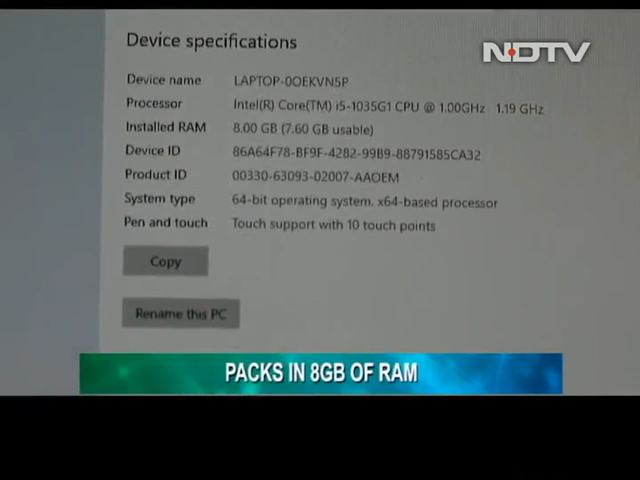 Device specifications
NDTV
Device name LAPTOP-0OEKVN5P
Processor Intel(R) Core(TM) i5-1035G1 CPU @ 1.00GHz 1.19 GHz
Installed RAM 8.00 GB (7.60 GB usable)
Device ID 86A64F78-BF9F-4282-99B9-88791585CA32
Product ID 00330-63093-02007-AAOEM
System type 64-bit operating system, x64-based processor
Pen and touch Touch support with 10 touch points
Copy
Rename this PC
PACKS IN 8GB OF RAM